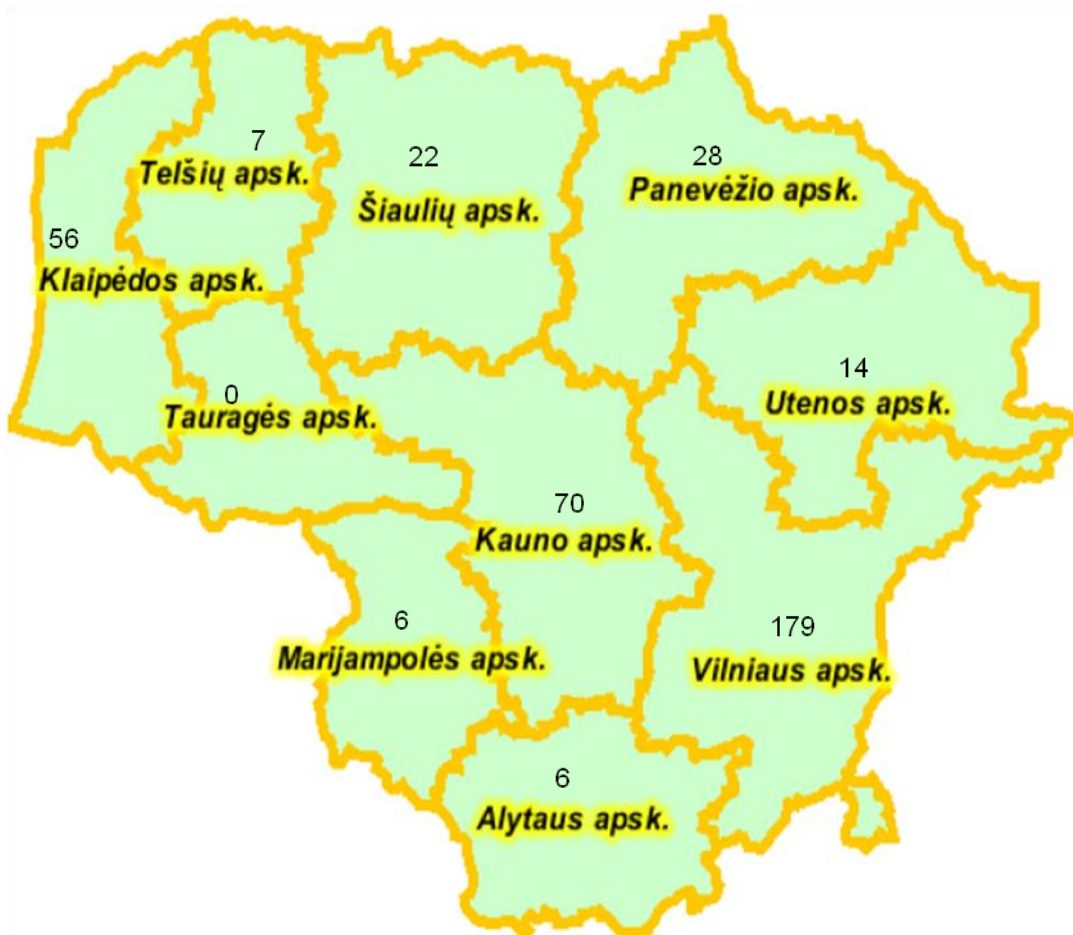 7
Telšių apsk.
22
Šiaulių apsk.
28
Panevėžio apsk.
56
Klaipėdos apsk.
0
Tauragės apsk.
14
Utenos apsk.
70
Kauno apsk.
6
Marijampolės apsk.
179
Vilniaus apsk.
6
Alytaus apsk.